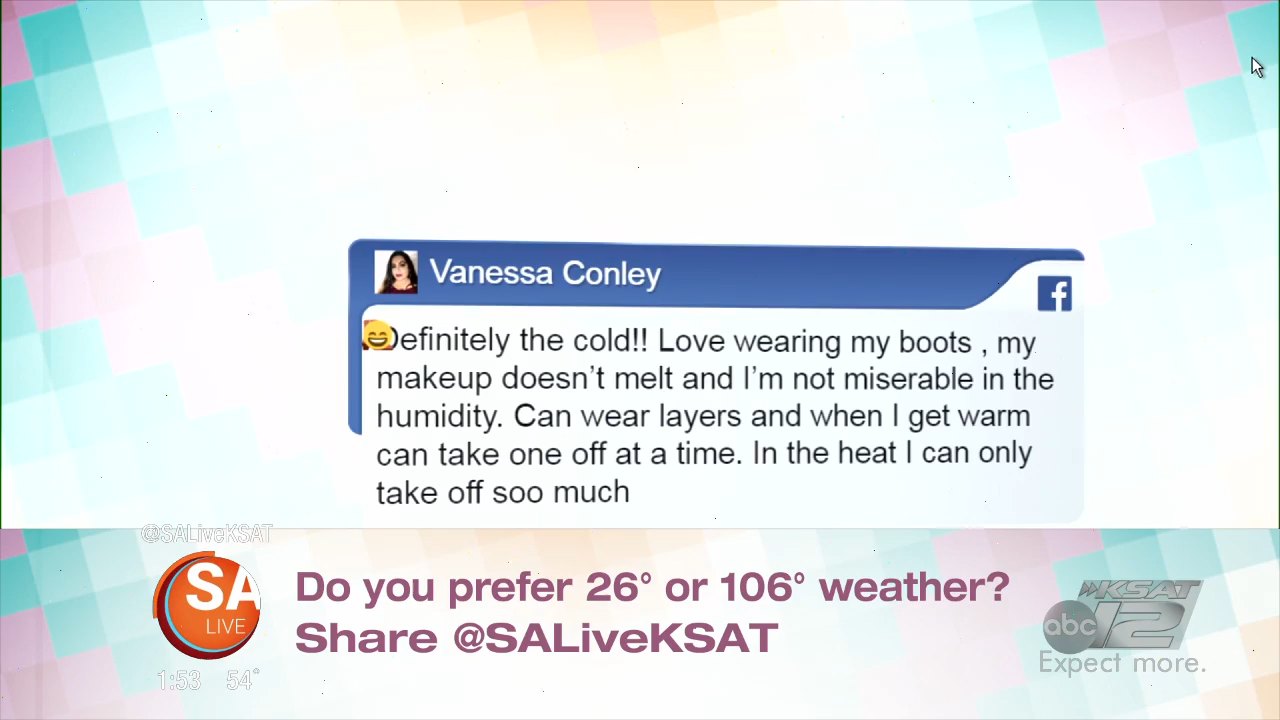 Vanessa Conley
Definitely the cold!! Love wearing my boots , my
makeup doesn't melt and I'm not miserable in the
humidity. Can wear layers and when I get warm
can take one off at a time. In the heat I can only
take off soo much
@SALiveKSAT
SA
LIVE
Do you prefer 26° or 106° weather?
Share @SALiveKSAT
1:53 54°
KSAT
abc 12
Expect more.